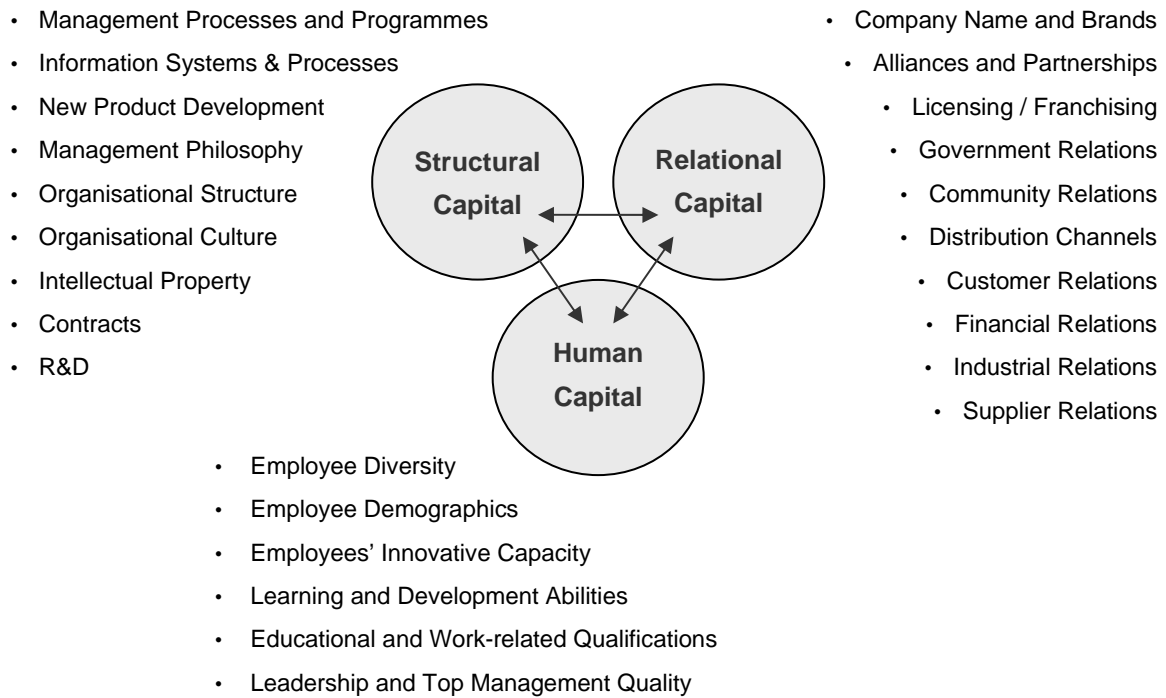 • Management Processes and Programmes
• Information Systems & Processes
• New Product Development
• Management Philosophy
• Organisational Structure
• Organisational Culture
• Intellectual Property
• Contracts
• R&D
Structural
Capital
Relational
Capital
Human
Capital
• Company Name and Brands
• Alliances and Partnerships
• Licensing / Franchising
• Government Relations
• Community Relations
• Distribution Channels
• Customer Relations
• Financial Relations
• Industrial Relations
• Supplier Relations
• Employee Diversity
• Employee Demographics
• Employees’ Innovative Capacity
• Learning and Development Abilities
• Educational and Work-related Qualifications
• Leadership and Top Management Quality